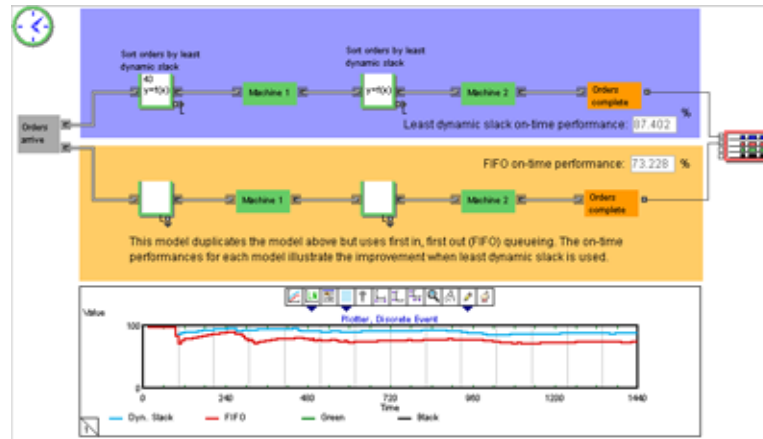 Sort orders by least
dynamic slack
Sort orders by least
dynamic slack
40
y=f(x)
Machine 1
y=f(x)
Machine 2
Orders
complete
Orders
arrive
Least dynamic slack on-time performance: 87.402 %
FIFO on-time performance: 73.228 %
Machine 1
Machine 2
Orders
complete
This model duplicates the model above but uses first in, first out (FIFO) queueing. The on-time
performances for each model illustrate the improvement when least dynamic slack is used.
Value
Plotter, Discrete Event
100
0
0 240 480 720 960 1200 1440
Time
Dyn. Slack FIFO Green Black